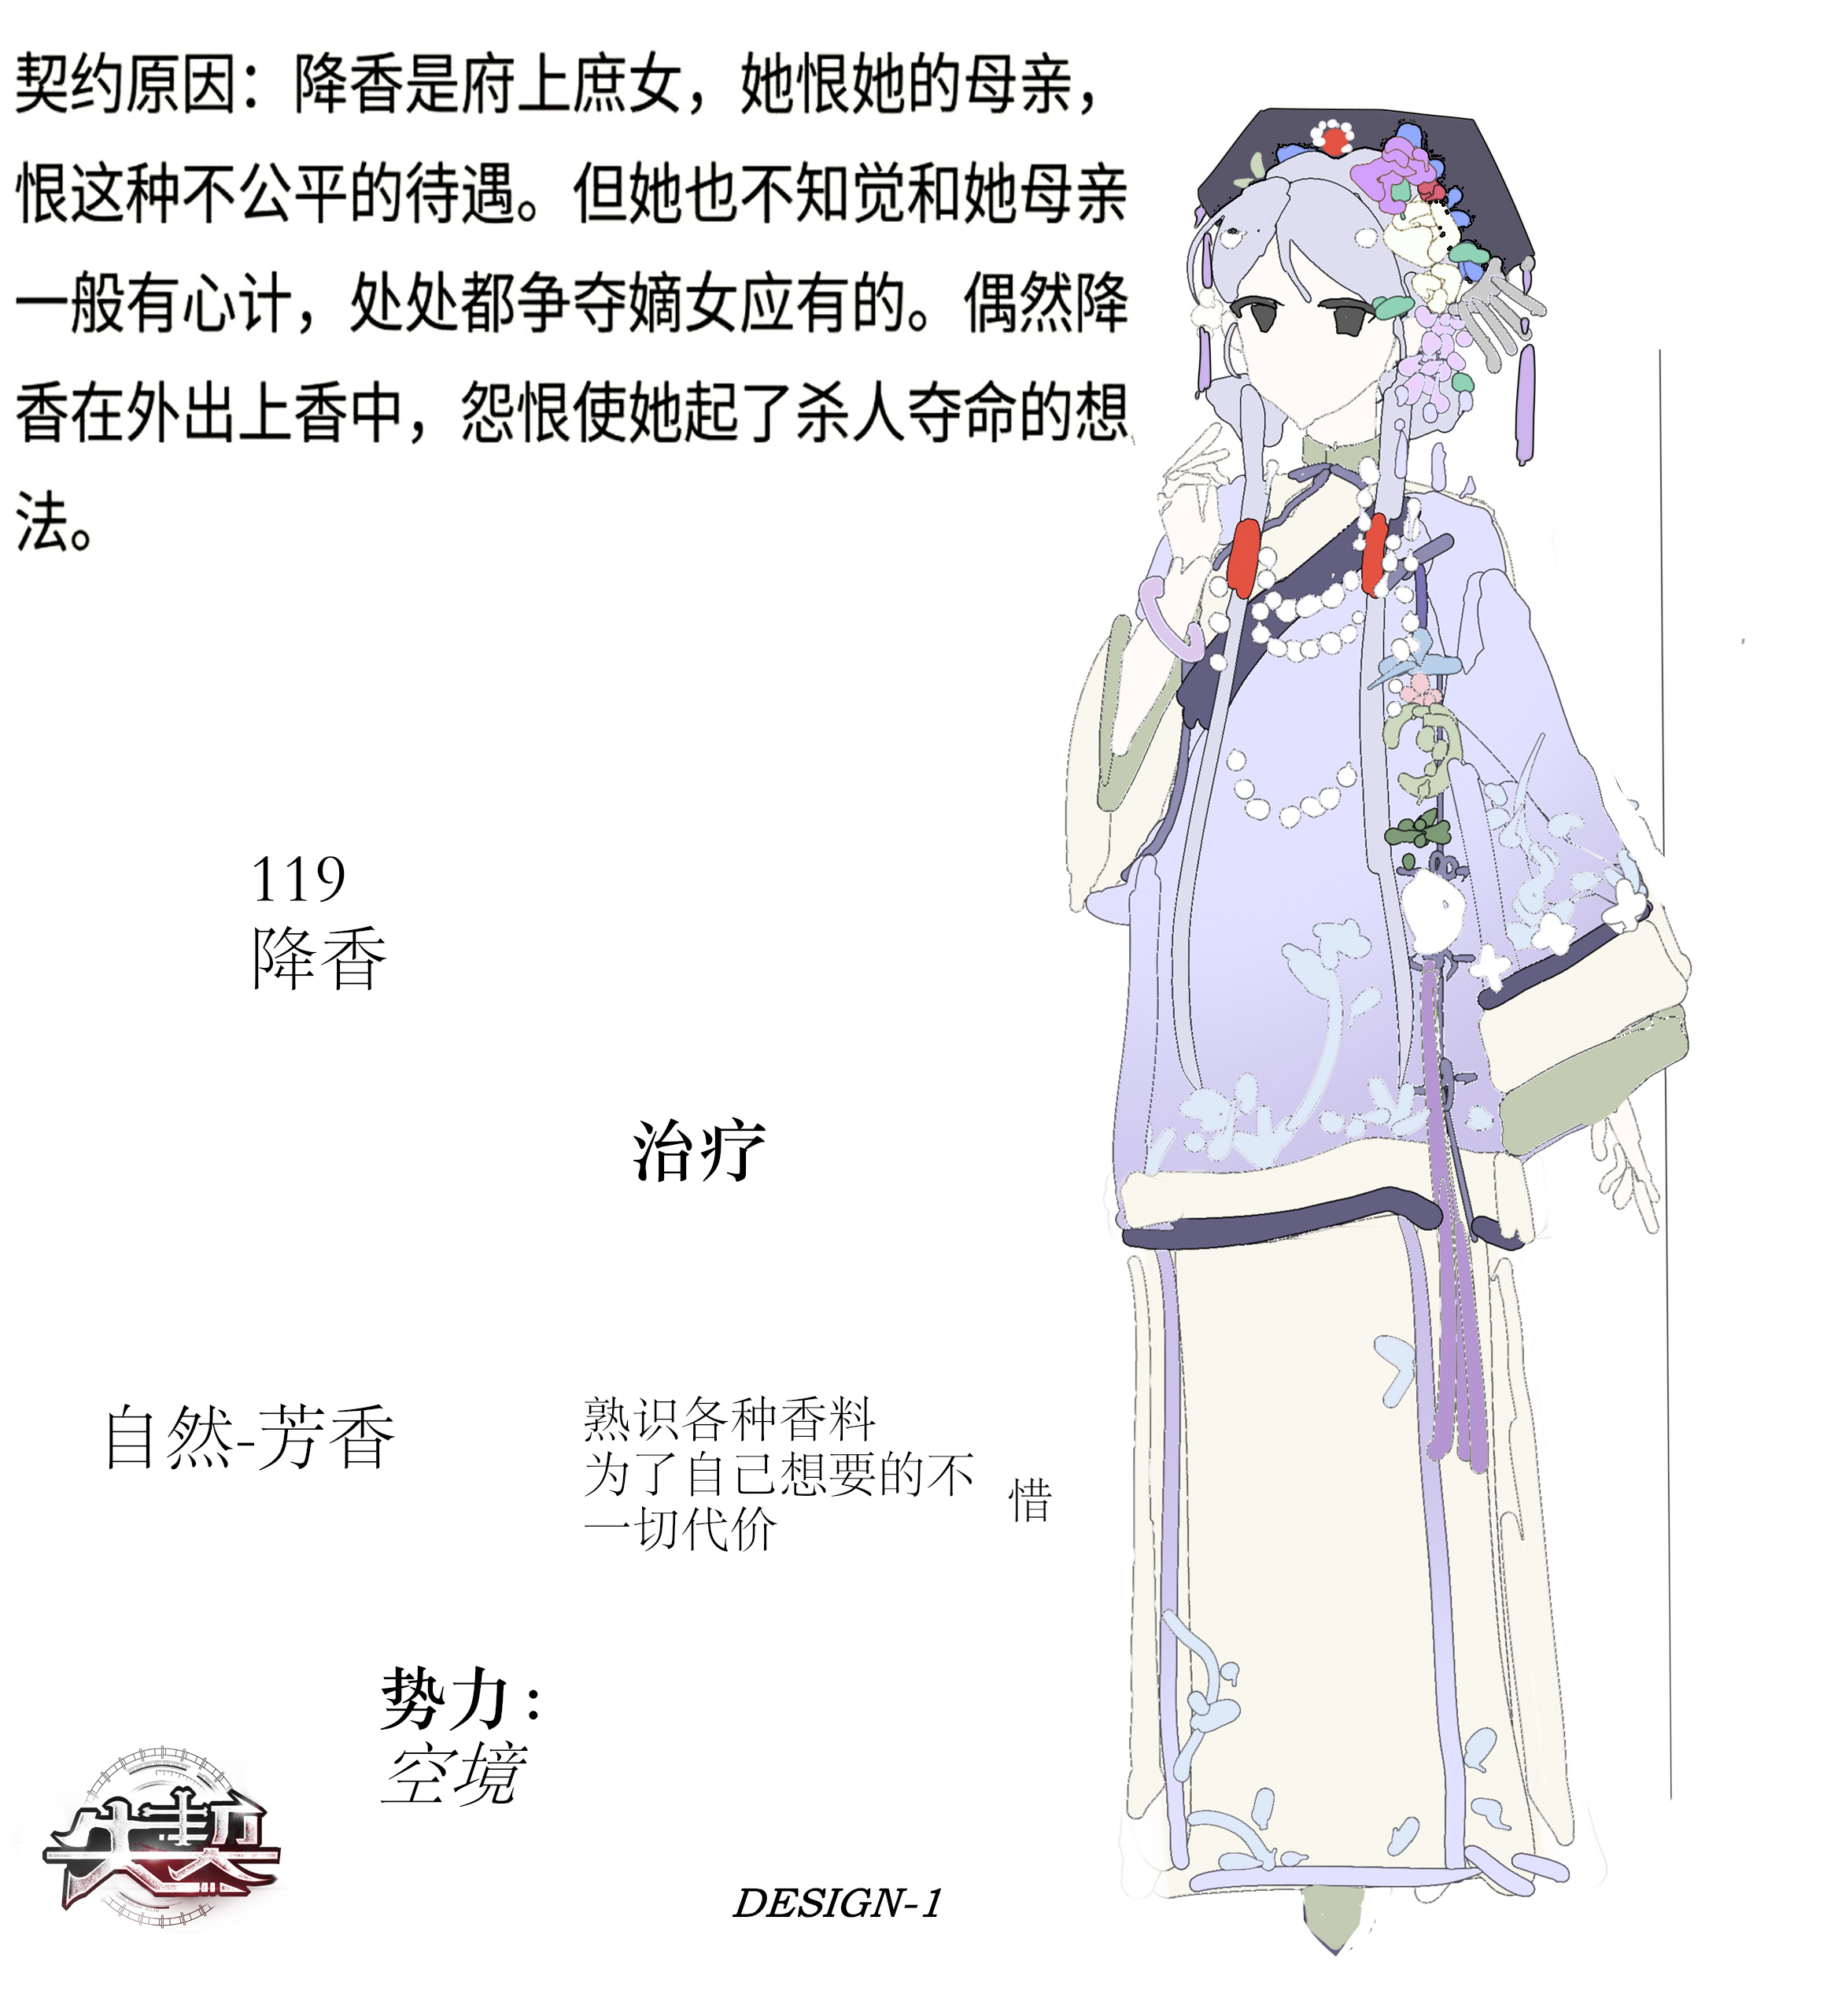 契约原因：降香是府上庶女，她恨她的母亲，
恨这种不公平的待遇。但她也不知觉和她母亲
一般有心计，处处都争夺嫡女应有的。偶然降
香在外出上香中，怨恨使她起了杀人夺命的想
法。
119
降香
治疗
自然-芳香
熟识各种香料
为了自己想要的不
惜
一切代价
势力：
空境
失契
DESIGN-1